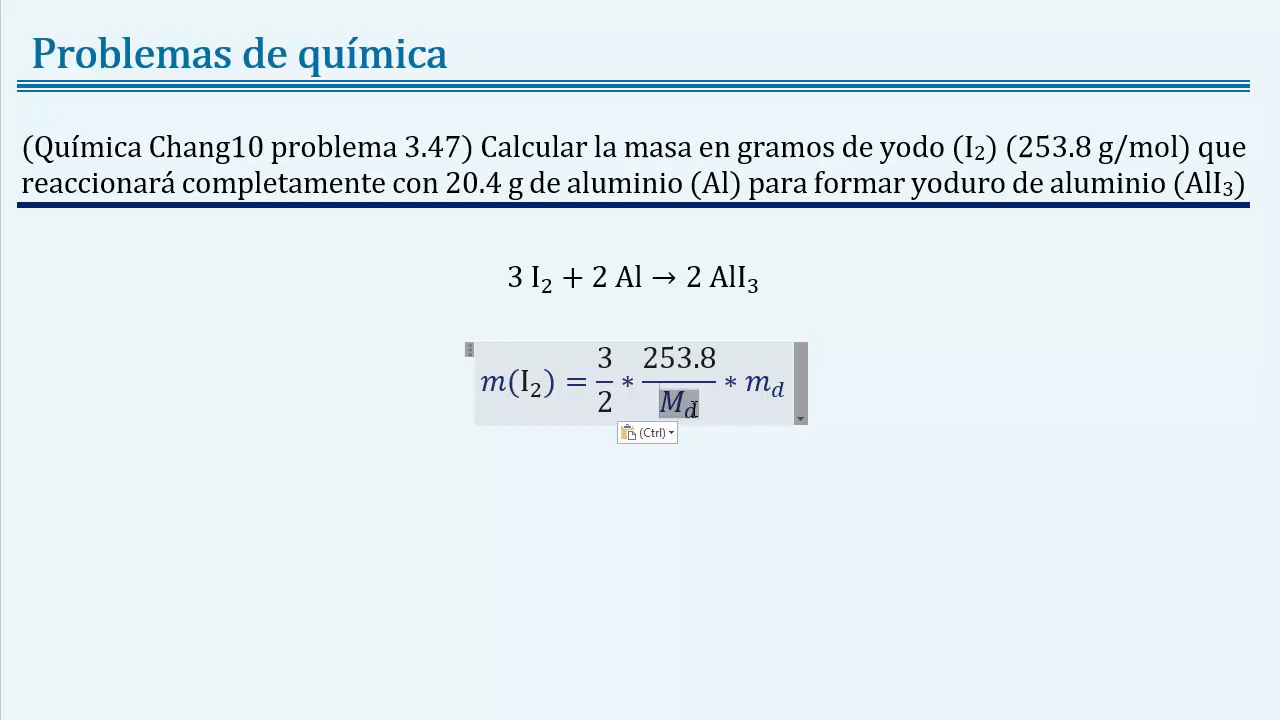 Problemas de química
(Química Chang10 problema 3.47) Calcular la masa en gramos de yodo (I₂) (253.8 g/mol) que
reaccionará completamente con 20.4 g de aluminio (Al) para formar yoduro de aluminio (AlI₃)
3 I₂ + 2 Al → 2 AlI₃
m(I₂) = 3/2 * 253.8/M_d * m_d
(Ctrl)